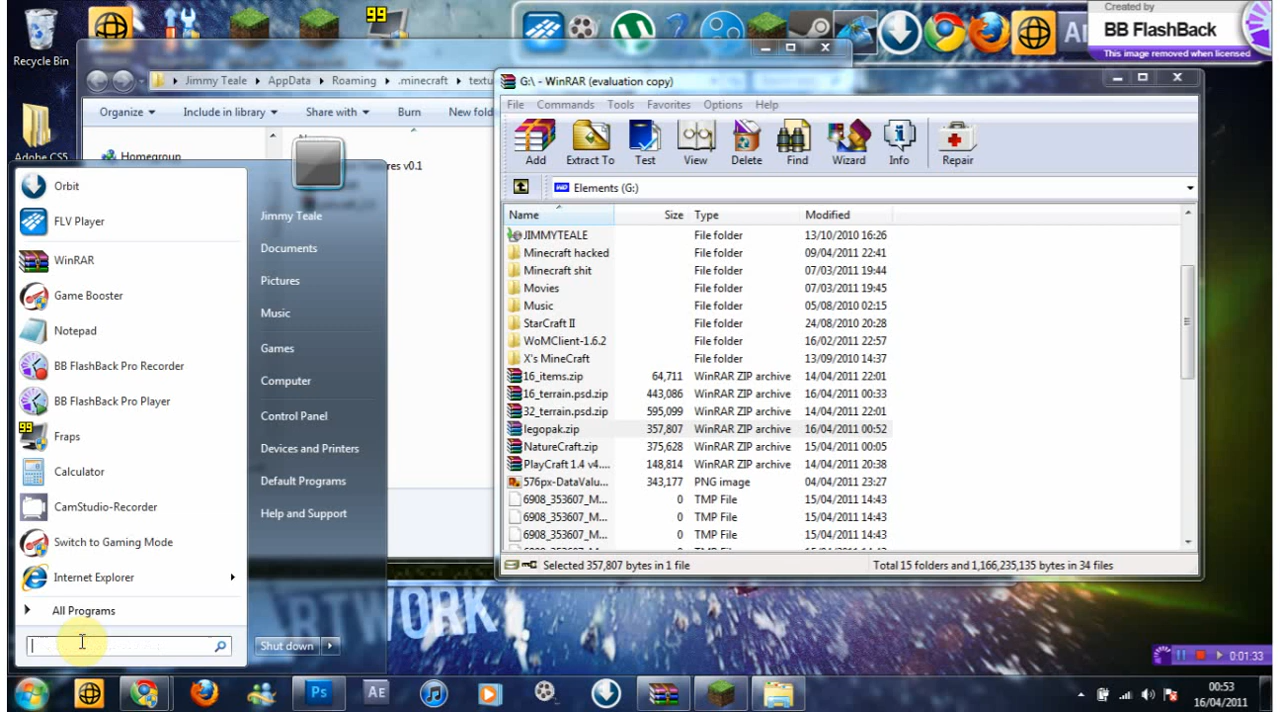 Created by
BB FlashBack
This image removed when licensed
Recycle Bin
Adobe CS5
Jimmy Teale
AppData
Roaming
.minecraft
Organize
Include in library
Share with
Burn
New fold
Homegroup
res v0.1
G:\ - WinRAR (evaluation copy)
File Commands Tools Favorites Options Help
Add Extract To Test View Delete Find Wizard Info Repair
Elements (G:)
Name Size Type Modified
JIMMYTEALE File folder 13/10/2010 16:26
Minecraft hacked File folder 09/04/2011 22:41
Minecraft shit File folder 07/03/2011 19:44
Movies File folder 07/03/2011 19:45
Music File folder 05/08/2010 02:15
StarCraft II File folder 24/08/2010 20:28
WoMClient-1.6.2 File folder 16/02/2011 22:57
X's MineCraft File folder 13/09/2010 14:37
16_items.zip 64,711 WinRAR ZIP archive 14/04/2011 22:01
16_terrain.psd.zip 443,086 WinRAR ZIP archive 16/04/2011 00:33
32_terrain.psd.zip 595,099 WinRAR ZIP archive 14/04/2011 22:01
legopak.zip 357,807 WinRAR ZIP archive 16/04/2011 00:52
NatureCraft.zip 375,628 WinRAR ZIP archive 15/04/2011 00:05
PlayCraft 1.4 v4.... 148,814 WinRAR ZIP archive 14/04/2011 20:38
576px-DataValu... 343,177 PNG image 04/04/2011 23:27
6908_353607_M... 0 TMP File 15/04/2011 14:43
6908_353607_M... 0 TMP File 15/04/2011 14:43
6908_353607_M... 0 TMP File 15/04/2011 14:43
Selected 357,807 bytes in 1 file
Total 15 folders and 1,166,235,135 bytes in 34 files
Orbit
FLV Player
WinRAR
Game Booster
Notepad
BB FlashBack Pro Recorder
BB FlashBack Pro Player
Fraps
Calculator
CamStudio-Recorder
Switch to Gaming Mode
Internet Explorer
All Programs
Jimmy Teale
Documents
Pictures
Music
Games
Computer
Control Panel
Devices and Printers
Default Programs
Help and Support
Shut down
RTWORK
0:01:33
Ps
AE
00:53
16/04/2011